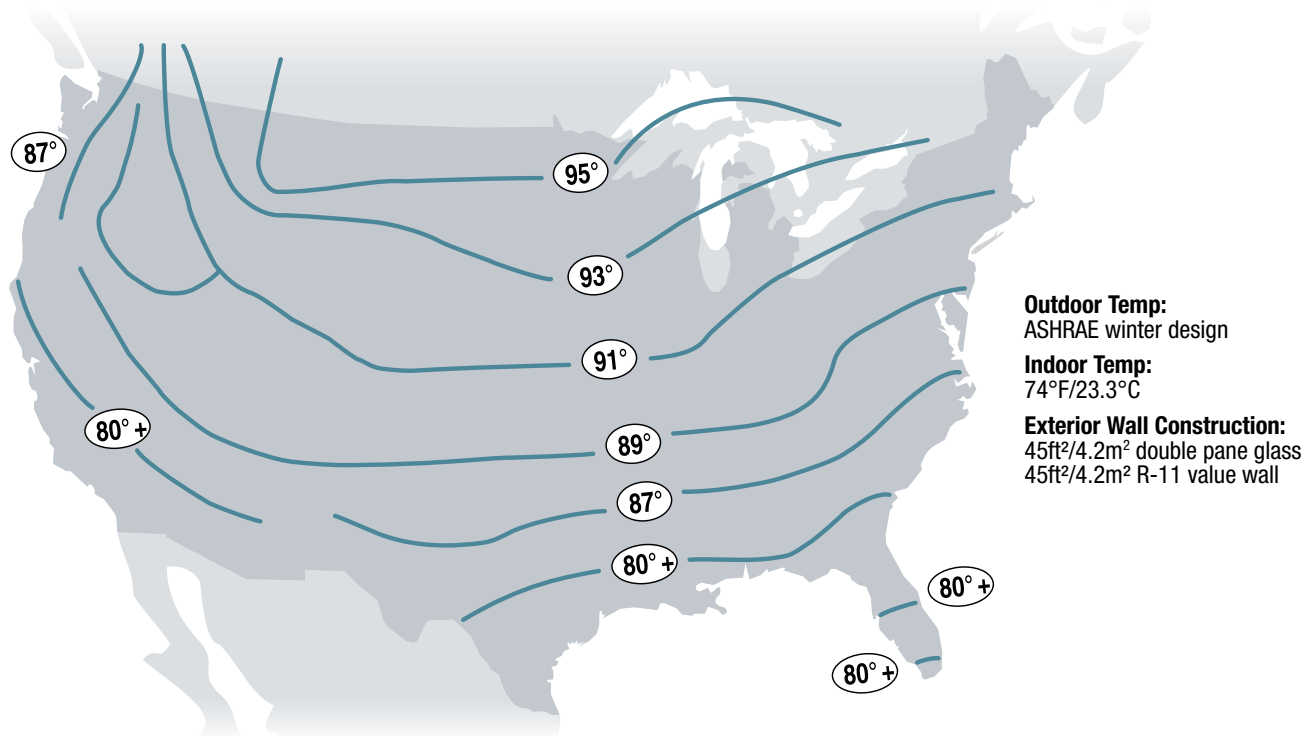 87°
95°
93°
91°
80° +
89°
87°
80° +
80° +
80° +
Outdoor Temp:
ASHRAE winter design
Indoor Temp:
74°F/23.3°C
Exterior Wall Construction:
45ft²/4.2m² double pane glass
45ft²/4.2m² R-11 value wall